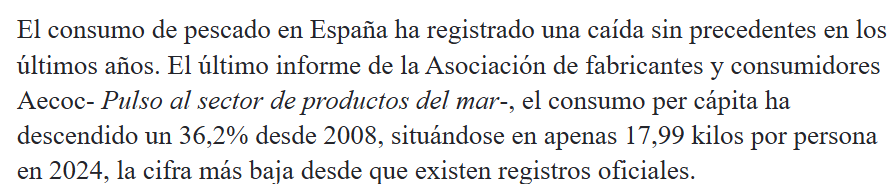 El consumo de pescado en España ha registrado una caída sin precedentes en los
últimos años. El último informe de la Asociación de fabricantes y consumidores
Aecoc- Pulso al sector de productos del mar-, el consumo per cápita ha
descendido un 36,2% desde 2008, situándose en apenas 17,99 kilos por persona
en 2024, la cifra más baja desde que existen registros oficiales.